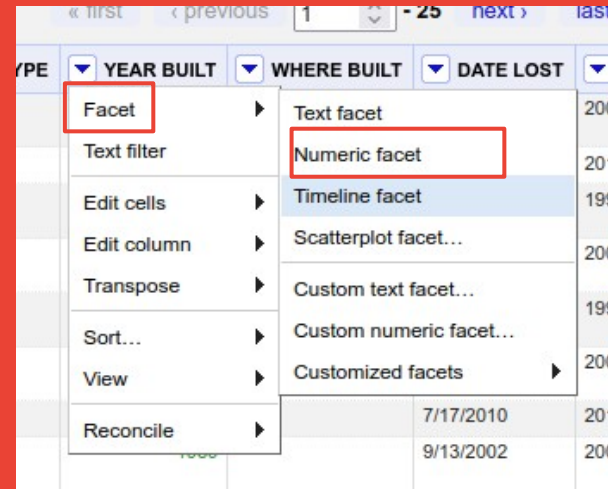 « first ‹ previous 1 - 25 next › last
YPE YEAR BUILT WHERE BUILT DATE LOST
Facet
Text filter
Edit cells
Edit column
Transpose
Sort...
View
Reconcile
Text facet
Numeric facet
Timeline facet
Scatterplot facet...
Custom text facet...
Custom numeric facet...
Customized facets
7/17/2010
9/13/2002